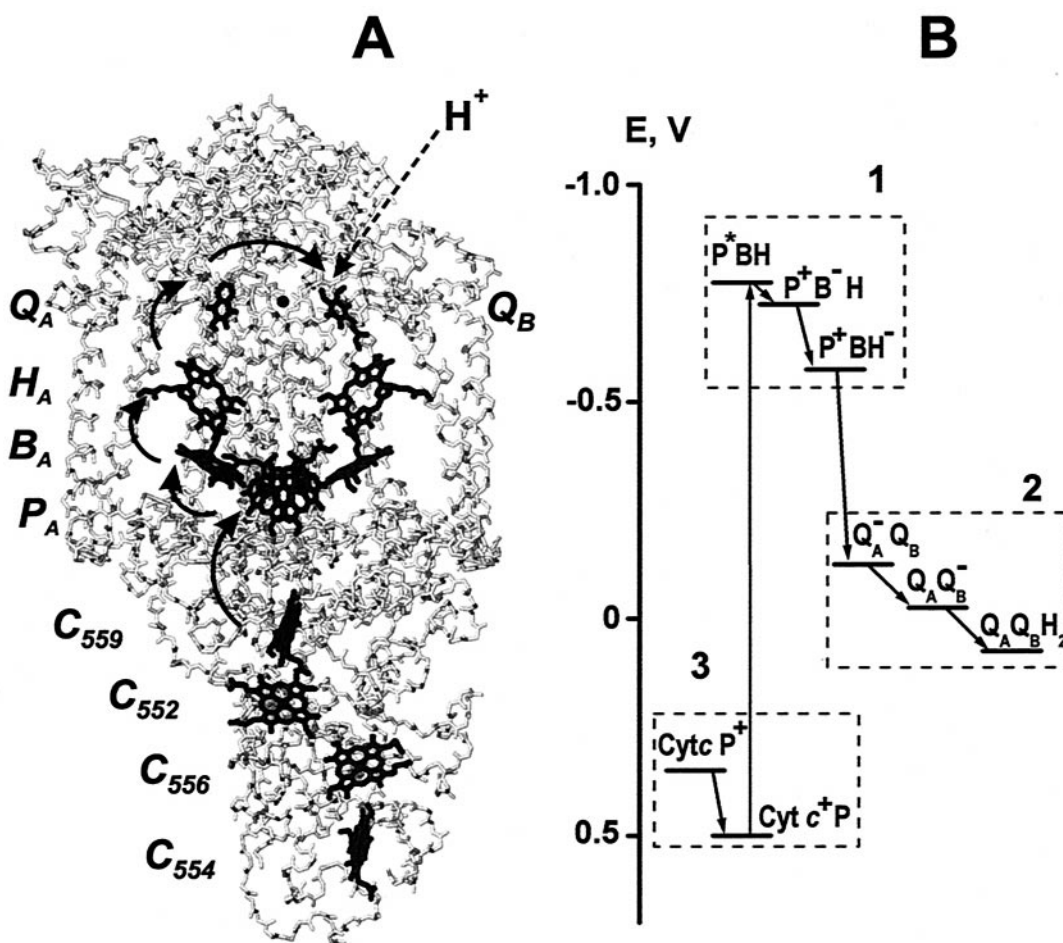 A
H+
QA
QB
HA
BA
PA
C559
C552
C556
C554
B
E, V
-1.0
-0.5
0
0.5
1
P*BH
P+B-H
P+BH-
2
QA-QB
QAQB-
QAQBH2
3
Cytc P+
Cyt c+P